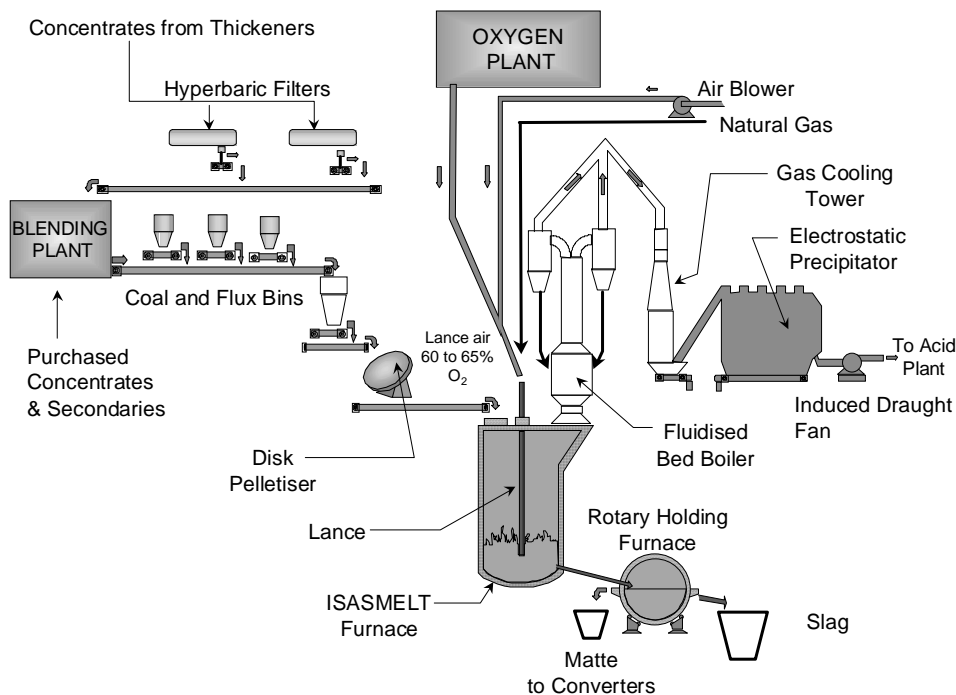 Concentrates from Thickeners
Hyperbaric Filters
OXYGEN
PLANT
Air Blower
Natural Gas
Gas Cooling
Tower
Electrostatic
Precipitator
BLENDING
PLANT
Coal and Flux Bins
Purchased
Concentrates
& Secondaries
Lance air
60 to 65%
O2
To Acid
Plant
Induced Draught
Fan
Fluidised
Bed Boiler
Disk
Pelletiser
Lance
Rotary Holding
Furnace
ISASMELT
Furnace
Slag
Matte
to Converters